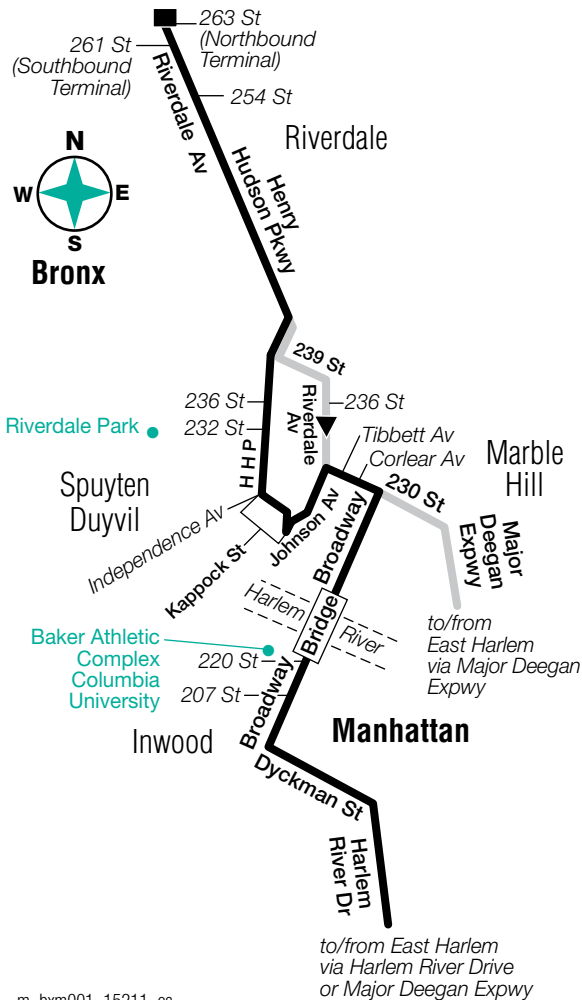 263 St
(Northbound
Terminal)
261 St
(Southbound
Terminal)
Riverdale Av
254 St
Riverdale
N
W
E
S
Bronx
Henry
Hudson Pkwy
239 St
236 St
232 St
Riverdale
Av
236 St
Riverdale Park
Tibbett Av
Corlear Av
Marble
Hill
HHP
Spuyten
Duyvil
230 St
Independence Av
Johnson Av
Kappock St
Broadway
Major
Deegan
Expwy
Harlem
River
Bridge
to/from
East Harlem
via Major Deegan
Expwy
Baker Athletic
Complex
Columbia
University
220 St
207 St
Broadway
Manhattan
Inwood
Dyckman St
Harlem
River Dr
to/from East Harlem
via Harlem River Drive
or Major Deegan Expwy